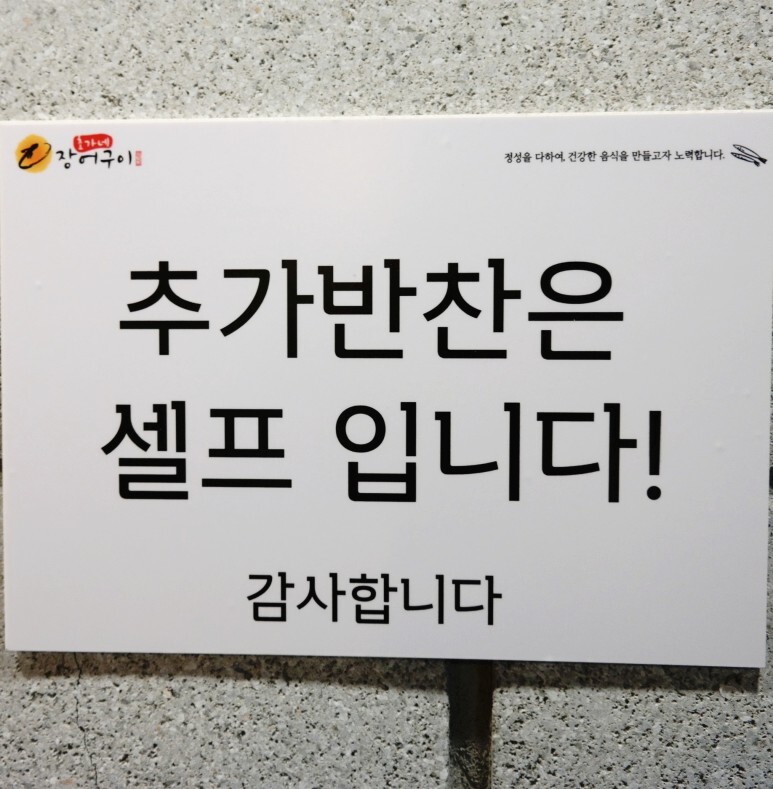 장어구이
정성을 다하여, 건강한 음식을 만들고자 노력합니다.
추가반찬은
셀프 입니다!
감사합니다